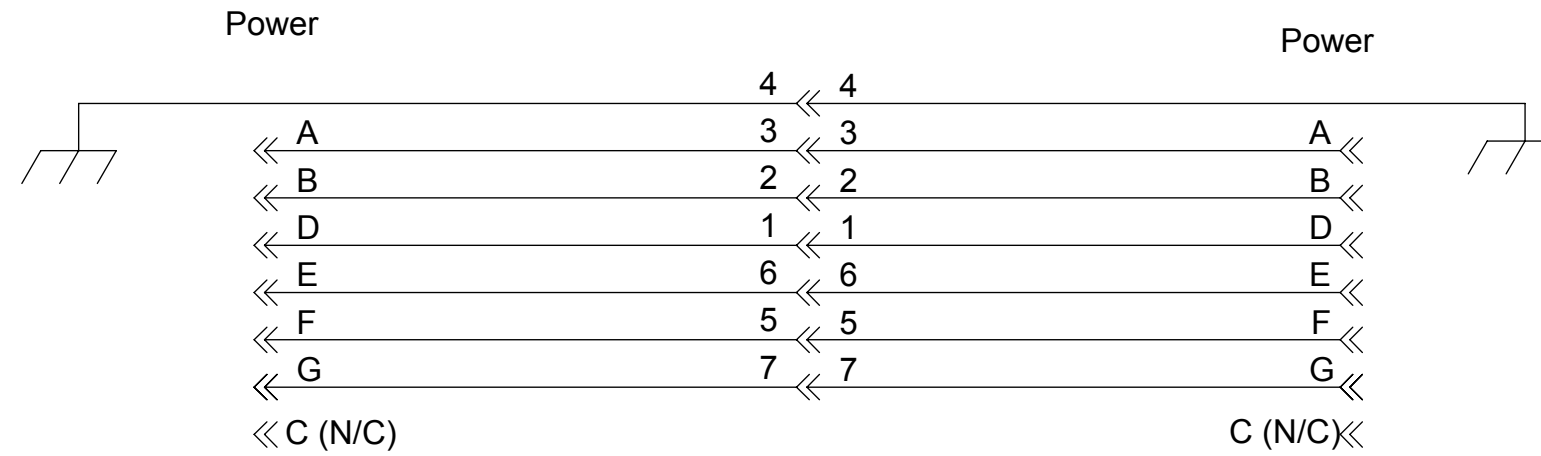 Power
Power
4 4
A 3 3 A
B 2 2 B
D 1 1 D
E 6 6 E
F 5 5 F
G 7 7 G
C (N/C) C (N/C)